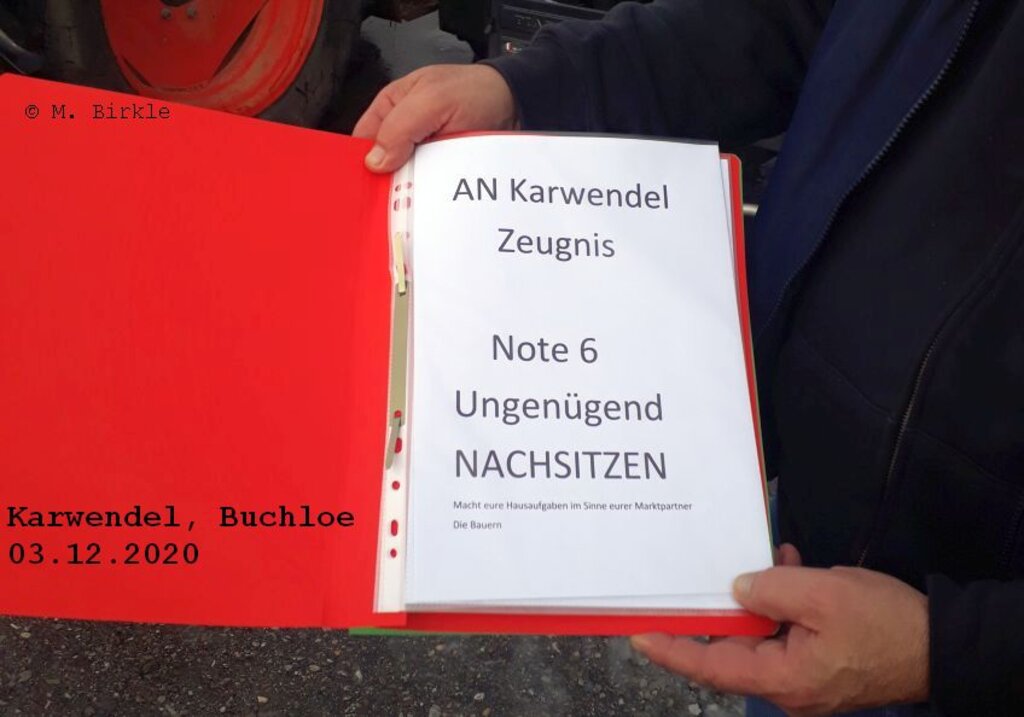 © M. Birkle
AN Karwendel
Zeugnis
Note 6
Ungenügend
NACHSITZEN
Macht eure Hausaufgaben im Sinne eurer Marktpartner
Die Bauern
Karwendel, Buchloe
03.12.2020